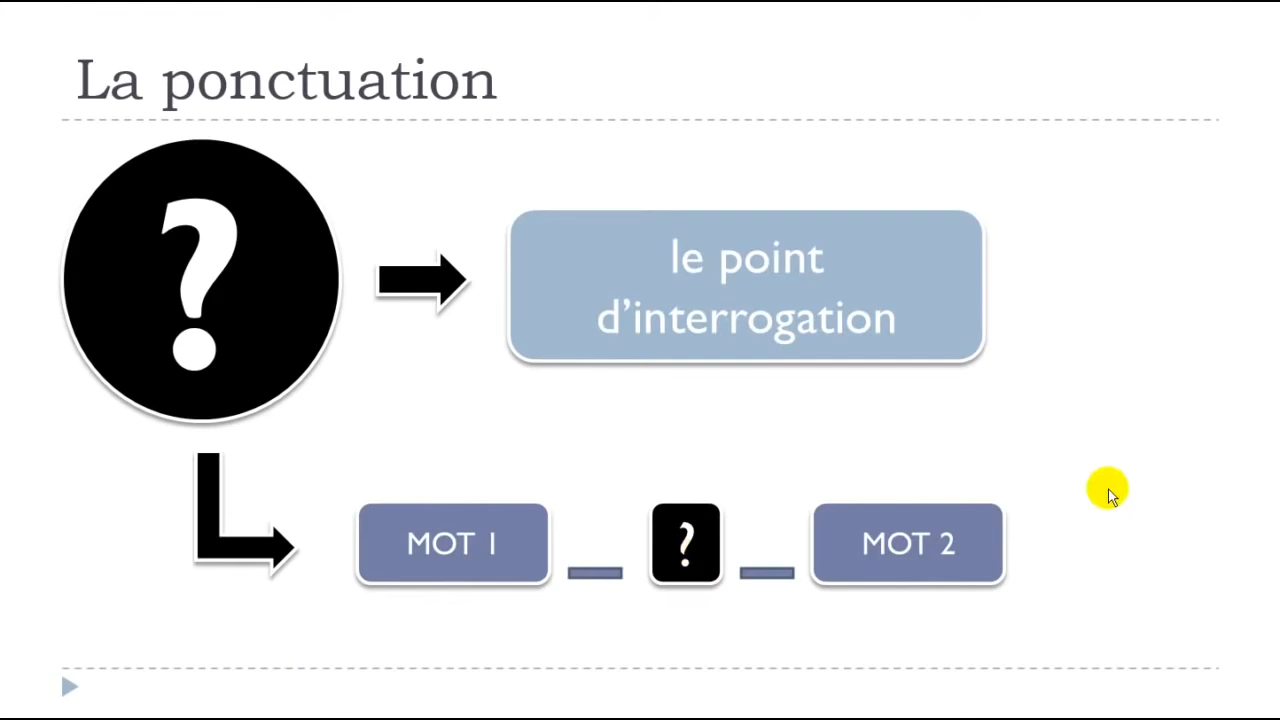 La ponctuation
?
le point
d’interrogation
MOT 1 _ ? _ MOT 2